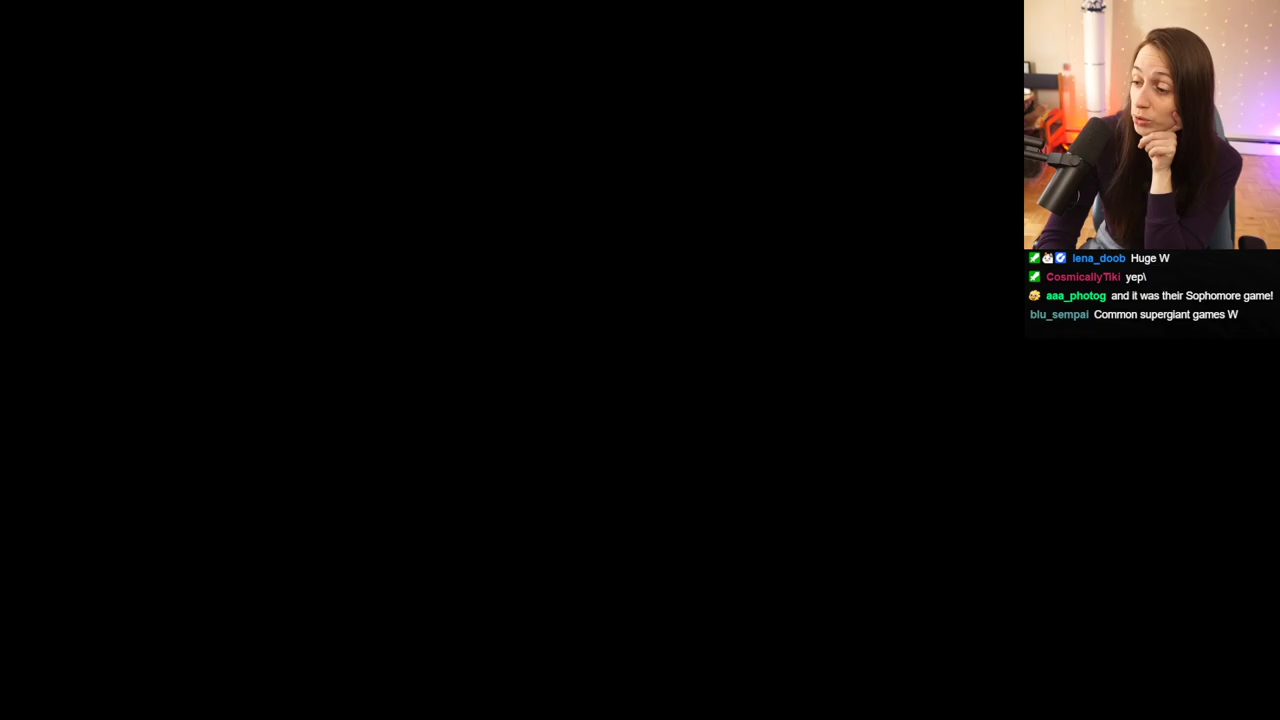 lena_doob Huge W
CosmicallyTiki yep\
aaa_photog and it was their Sophomore game!
blu_sempai Common supergiant games W